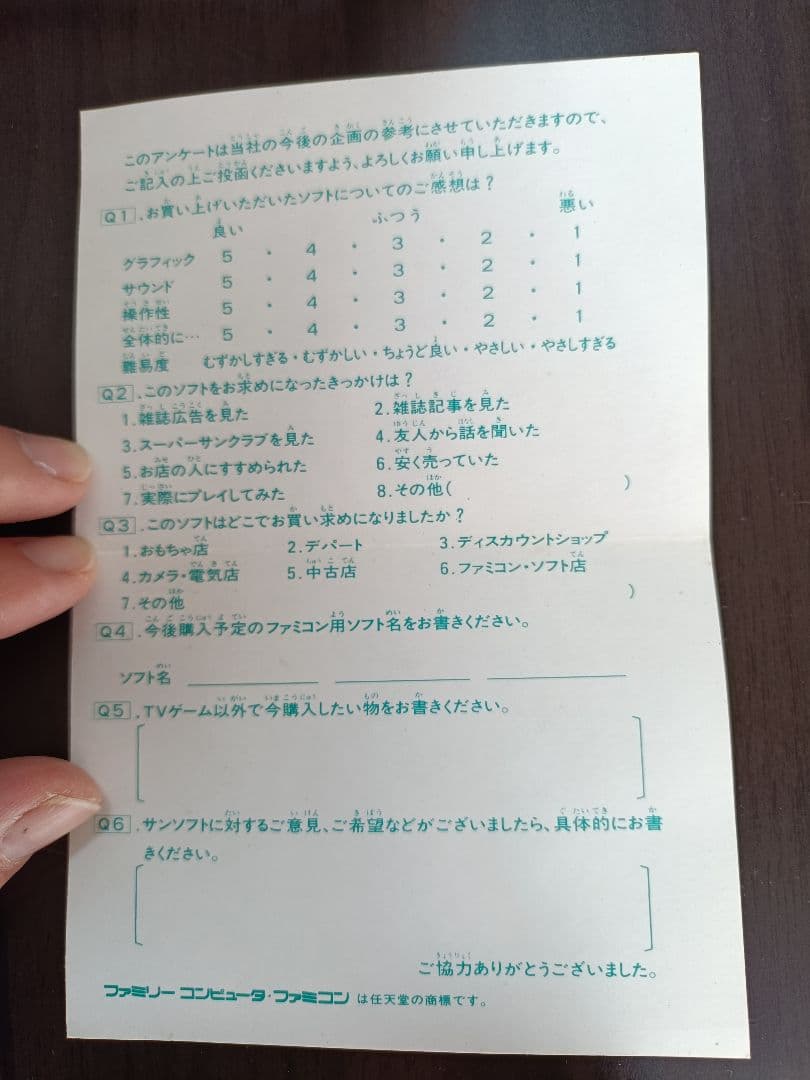 このアンケートは当社の今後の企画の参考にさせていただきますので、
ご記入の上ご投函くださいますよう、よろしくお願い申し上げます。
Q1.お買い上げいただいたソフトについてのご感想は？
良い ふつう 悪い
グラフィック 5 ・ 4 ・ 3 ・ 2 ・ 1
サウンド 5 ・ 4 ・ 3 ・ 2 ・ 1
操作性 5 ・ 4 ・ 3 ・ 2 ・ 1
全体的に… 5 ・ 4 ・ 3 ・ 2 ・ 1
難易度 むずかしすぎる・むずかしい・ちょうど良い・やさしい・やさしすぎる
Q2.このソフトをお求めになったきっかけは？
1.雑誌広告を見た 2.雑誌記事を見た
3.スーパーサンクラブを見た 4.友人から話を聞いた
5.お店の人にすすめられた 6.安く売っていた
7.実際にプレイしてみた 8.その他( )
Q3.このソフトはどこでお買い求めになりましたか？
1.おもちゃ店 2.デパート 3.ディスカウントショップ
4.カメラ・電気店 5.中古店 6.ファミコン・ソフト店
7.その他 )
Q4.今後購入予定のファミコン用ソフト名をお書きください。
ソフト名
Q5.TVゲーム以外で今購入したい物をお書きください。
Q6.サンソフトに対するご意見、ご希望などがございましたら、具体的にお書
きください。
ご協力ありがとうございました。
ファミリーコンピュータ・ファミコン は任天堂の商標です。